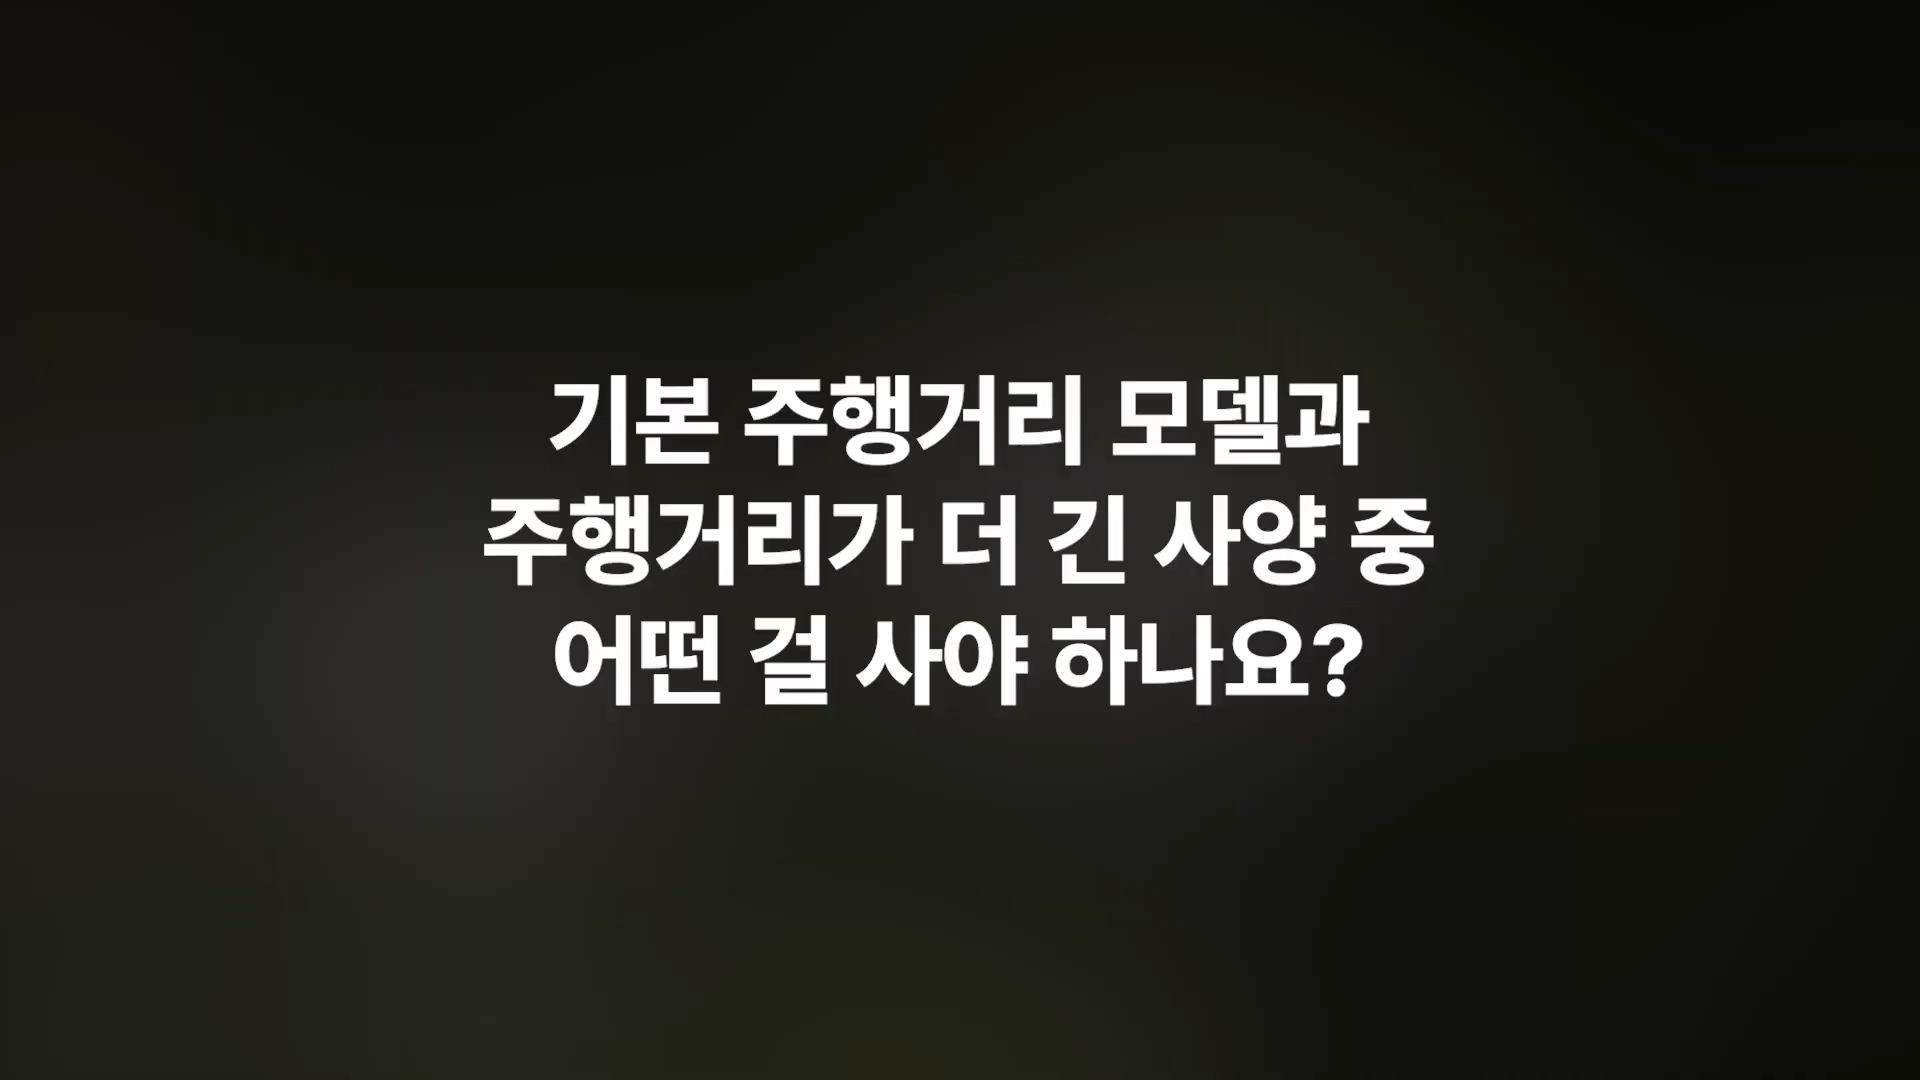 기본 주행거리 모델과
주행거리가 더 긴 사양 중
어떤 걸 사야 하나요?